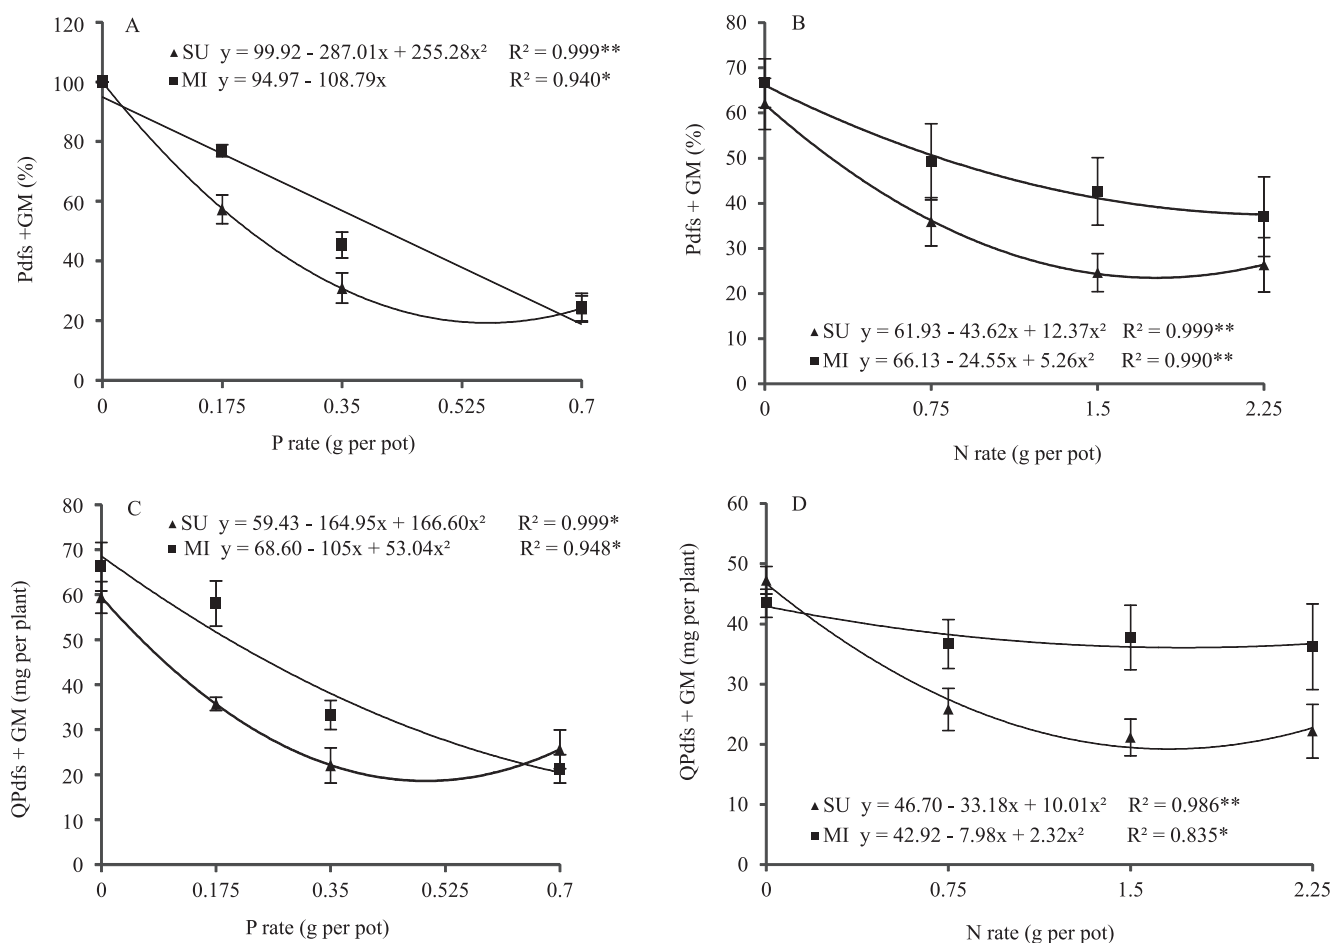 A
SU y = 99.92 - 287.01x + 255.28x² R² = 0.999**
MI y = 94.97 - 108.79x R² = 0.940*
120
100
80
60
40
20
0
Pdfs +GM (%)
0 0.175 0.35 0.525 0.7
P rate (g per pot)
B
80
70
60
50
40
30
20
10
0
Pdfs + GM (%)
SU y = 61.93 - 43.62x + 12.37x² R² = 0.999**
MI y = 66.13 - 24.55x + 5.26x² R² = 0.990**
0 0.75 1.5 2.25
N rate (g per pot)
C
SU y = 59.43 - 164.95x + 166.60x² R² = 0.999*
MI y = 68.60 - 105x + 53.04x² R² = 0.948*
80
70
60
50
40
30
20
10
0
QPdfs + GM (mg per plant)
0 0.175 0.35 0.525 0.7
P rate (g per pot)
D
60
50
40
30
20
10
0
QPdfs + GM (mg per plant)
SU y = 46.70 - 33.18x + 10.01x² R² = 0.986**
MI y = 42.92 - 7.98x + 2.32x² R² = 0.835*
0 0.75 1.5 2.25
N rate (g per pot)